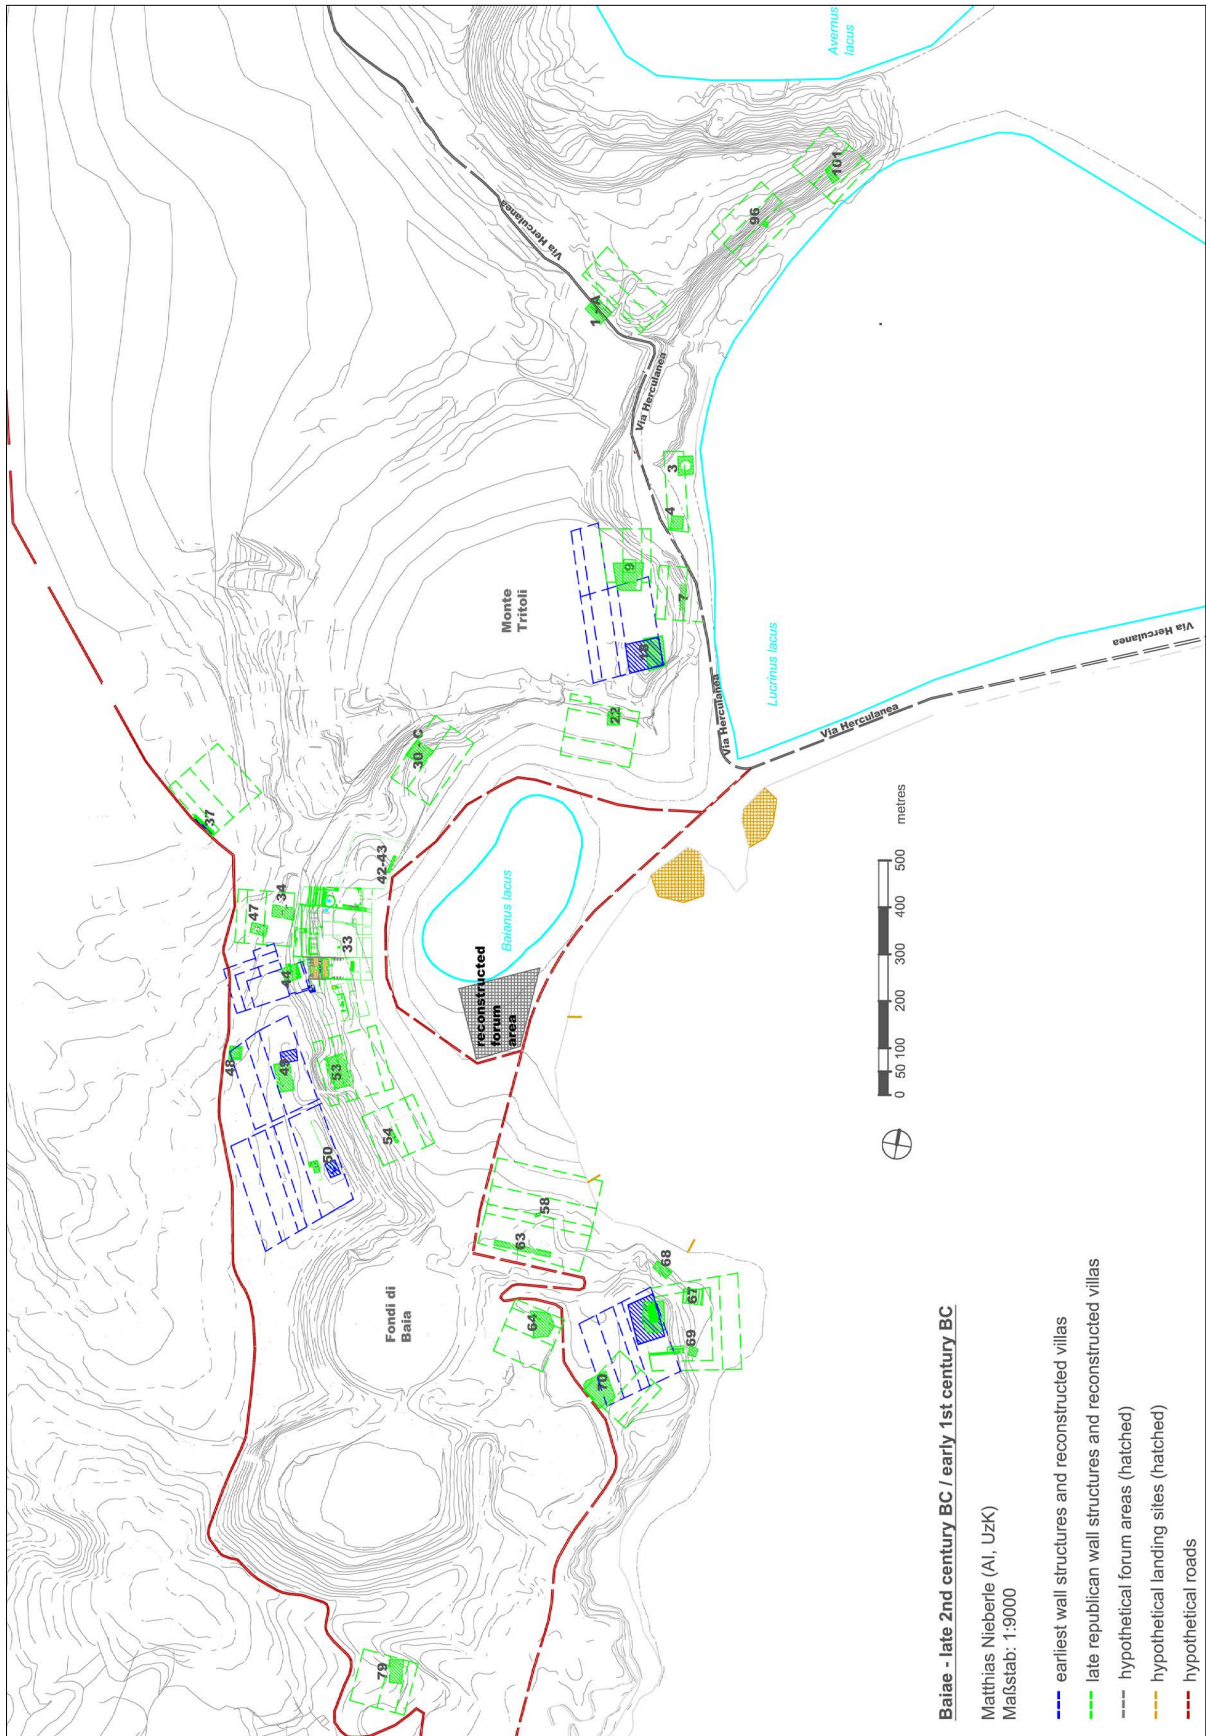 Avernus
lacus
Via Herculanea
101
96
1 - A
Via Herculanea
3
4
9
7
18
Monte
Tritoli
Lucrinus lacus
Via Herculanea
Via Herculanea
Via Herculanea
22
30 - C
37
42-43
34
47
33
44
Baianus lacus
reconstructed
forum
area
48
49
53
54
50
58
63
68
67
69
64
70
Fondi di
Baia
79
0
50
100
200
300
400
500
metres
Baiae - late 2nd century BC / early 1st century BC
Matthias Nieberle (AI, UzK)
Maßstab: 1:9000
earliest wall structures and reconstructed villas
late republican wall structures and reconstructed villas
hypothetical forum areas (hatched)
hypothetical landing sites (hatched)
hypothetical roads